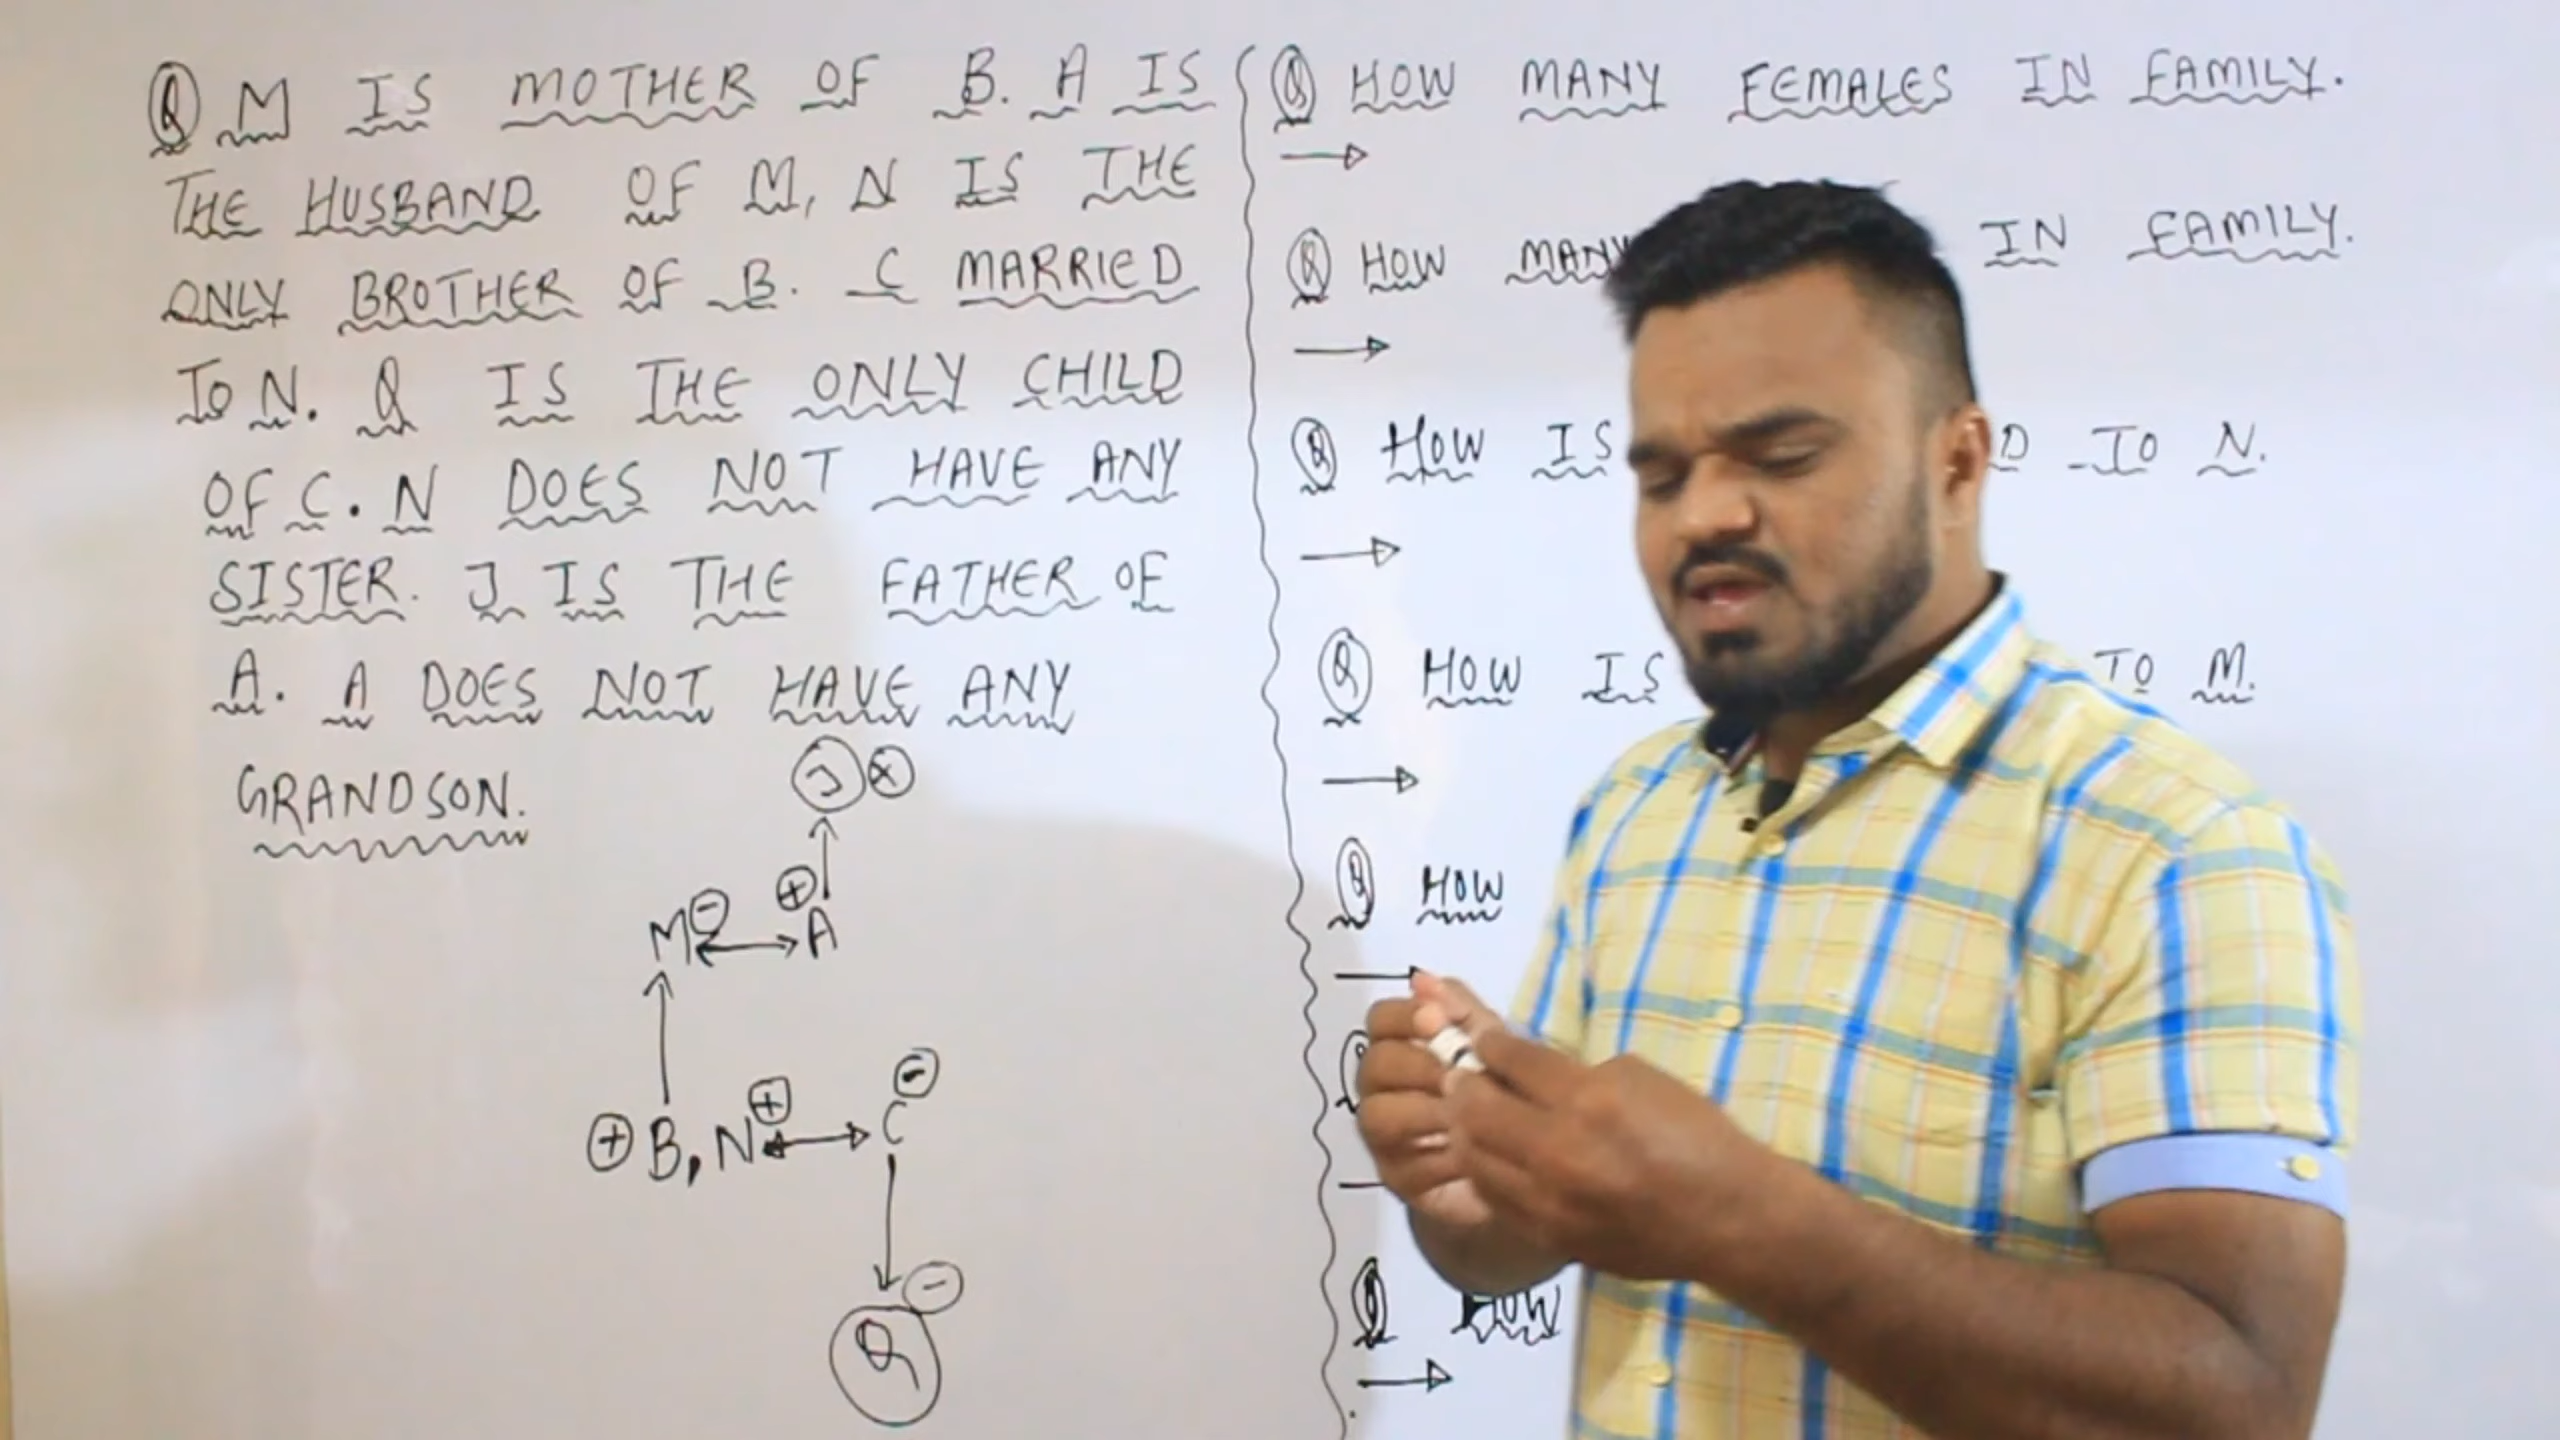 Q M IS MOTHER OF B. A IS
THE HUSBAND OF M, N IS THE
ONLY BROTHER OF B. C MARRIED
TO N. Q IS THE ONLY CHILD
OF C. N DOES NOT HAVE ANY
SISTER. J IS THE FATHER OF
A. A DOES NOT HAVE ANY
GRANDSON.
J
M - + A
+ B, N + C -
Q -
Q HOW MANY FEMALES IN FAMILY.
Q HOW MANY IN FAMILY.
Q HOW IS TO N.
Q HOW IS TO M.
Q HOW
Q HOW